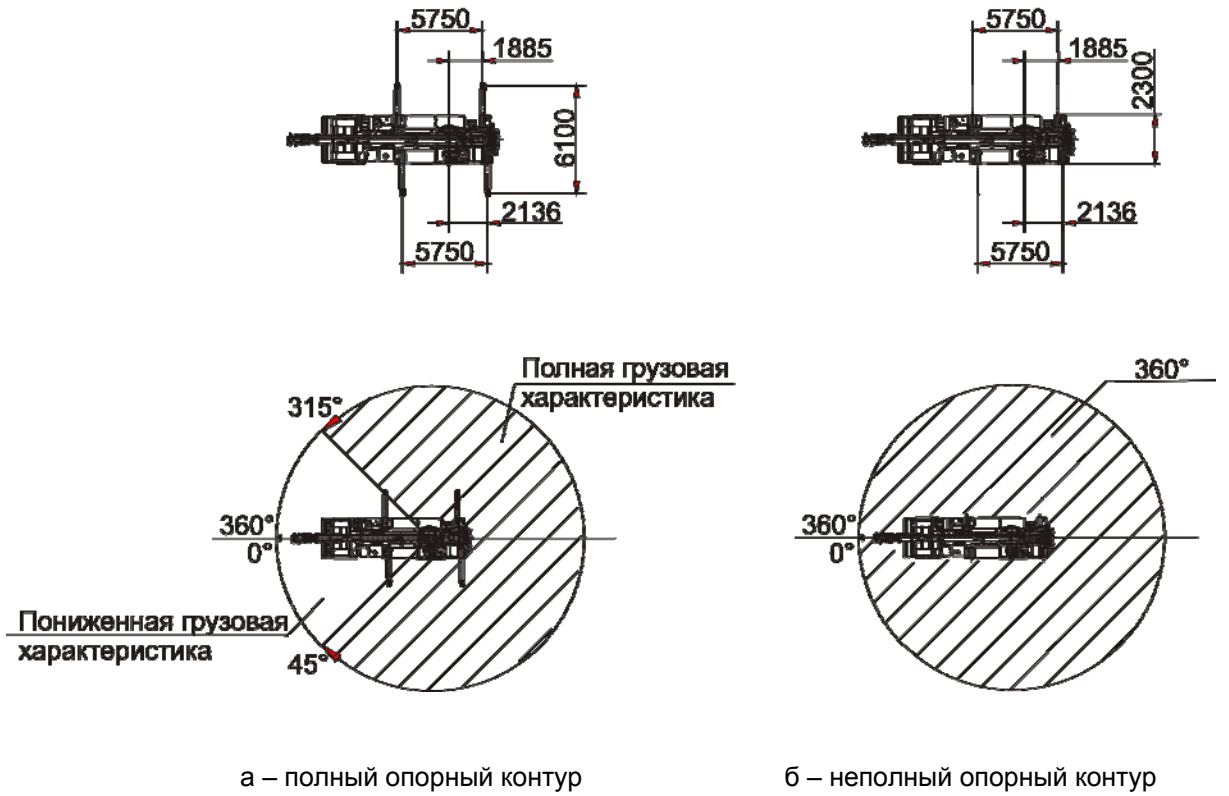 5750
1885
6100
2136
5750
5750
1885
2300
2136
5750
Полная грузовая
характеристика
315°
360°
0°
Пониженная грузовая
характеристика
45°
360°
360°
0°
а – полный опорный контур
б – неполный опорный контур